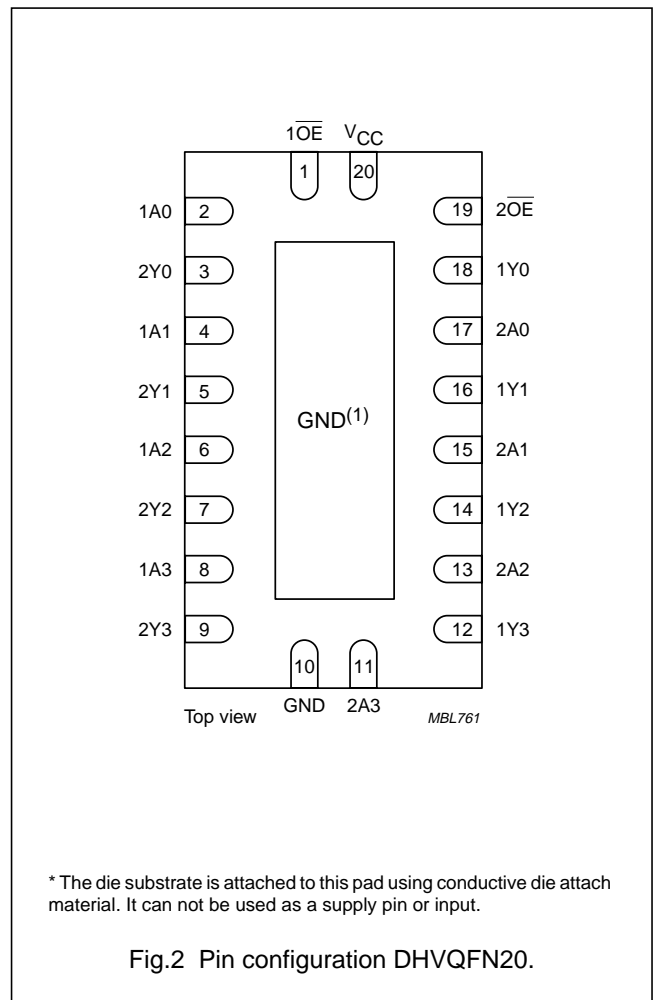 1O̅E̅ VCC
1 20
1A0 2 19 2O̅E̅
2Y0 3 18 1Y0
1A1 4 17 2A0
2Y1 5 16 1Y1
GND(1)
1A2 6 15 2A1
2Y2 7 14 1Y2
1A3 8 13 2A2
2Y3 9 12 1Y3
10 11
Top view GND 2A3 MBL761
* The die substrate is attached to this pad using conductive die attach
material. It can not be used as a supply pin or input.
Fig.2 Pin configuration DHVQFN20.